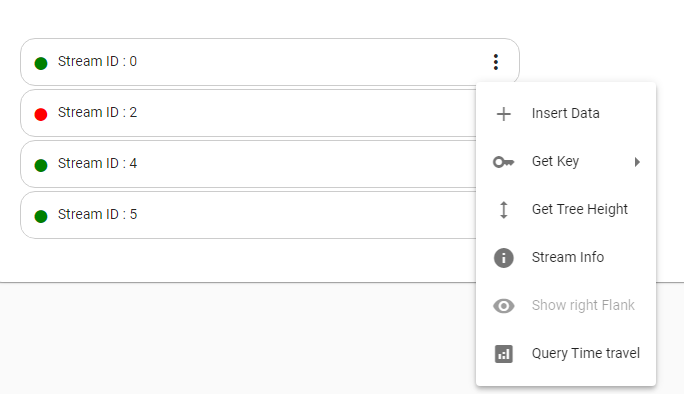 Stream ID : 0
Stream ID : 2
Stream ID : 4
Stream ID : 5
Insert Data
Get Key
Get Tree Height
Stream Info
Show right Flank
Query Time travel